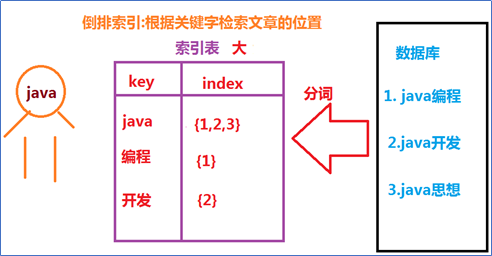 倒排索引:根据关键字检索文章的位置
索引表 大
数据库
key index
分词
1. java编程
java
java {1,2,3}
2.java开发
编程 {1}
3.java思想
开发 {2}